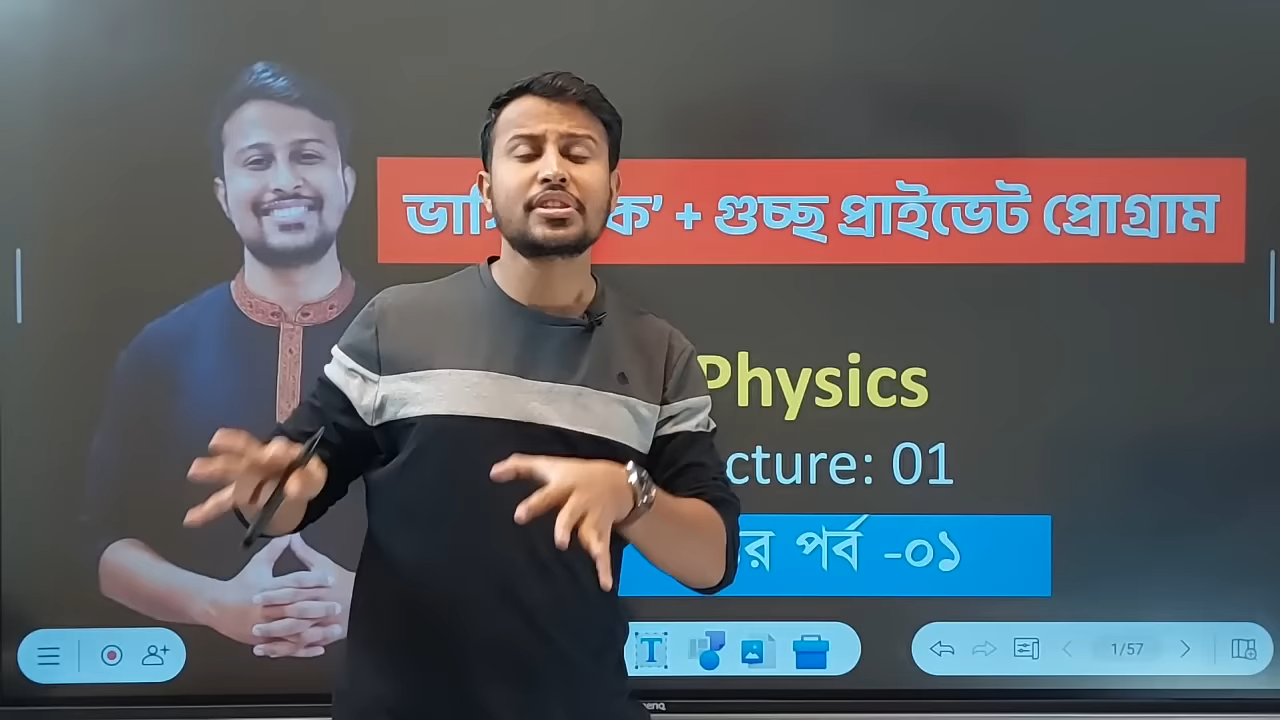 + গুচ্ছ প্রাইভেট প্রোগ্রাম
Physics
cture: 01
পর্ব -০১
T
1/57